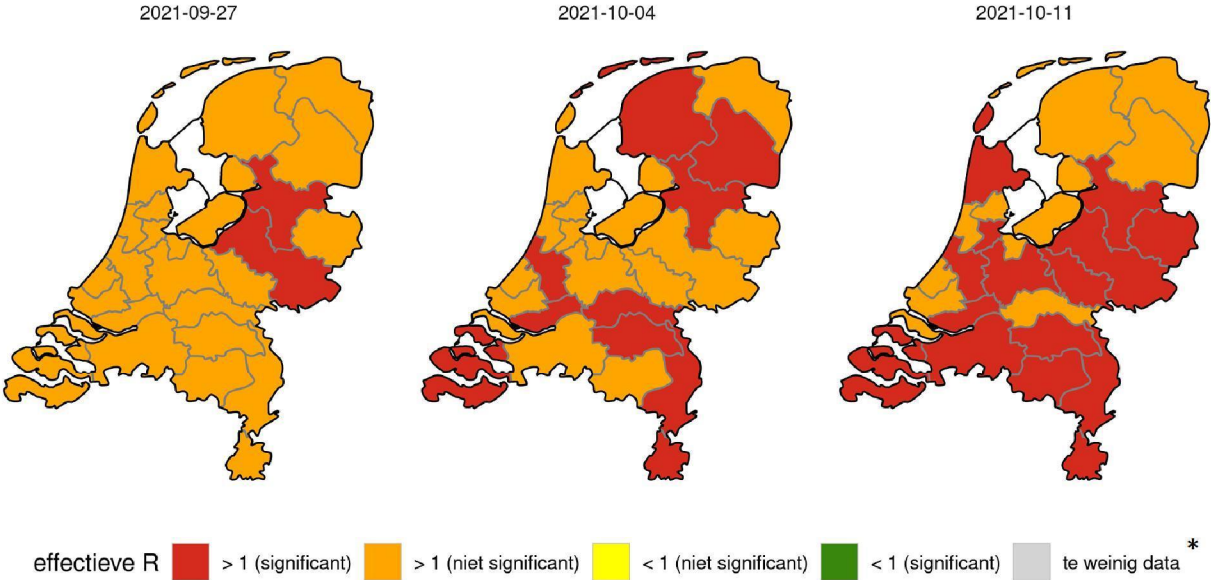 2021-09-27 2021-10-04 2021-10-11
effectieve R > 1 (significant) > 1 (niet significant) < 1 (niet significant) < 1 (significant) te weinig data *